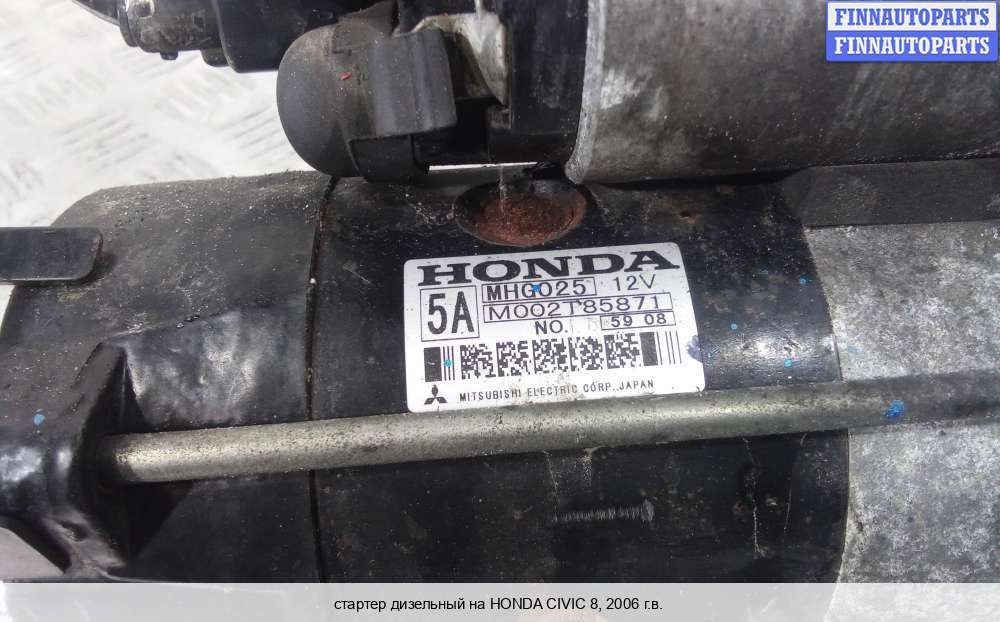 FINNAUTOPARTS
FINNAUTOPARTS
HONDA
5A
MHG025 12V
M002T85871
NO. 59 08
MITSUBISHI ELECTRIC CORP., JAPAN
стартер дизельный на HONDA CIVIC 8, 2006 г.в.